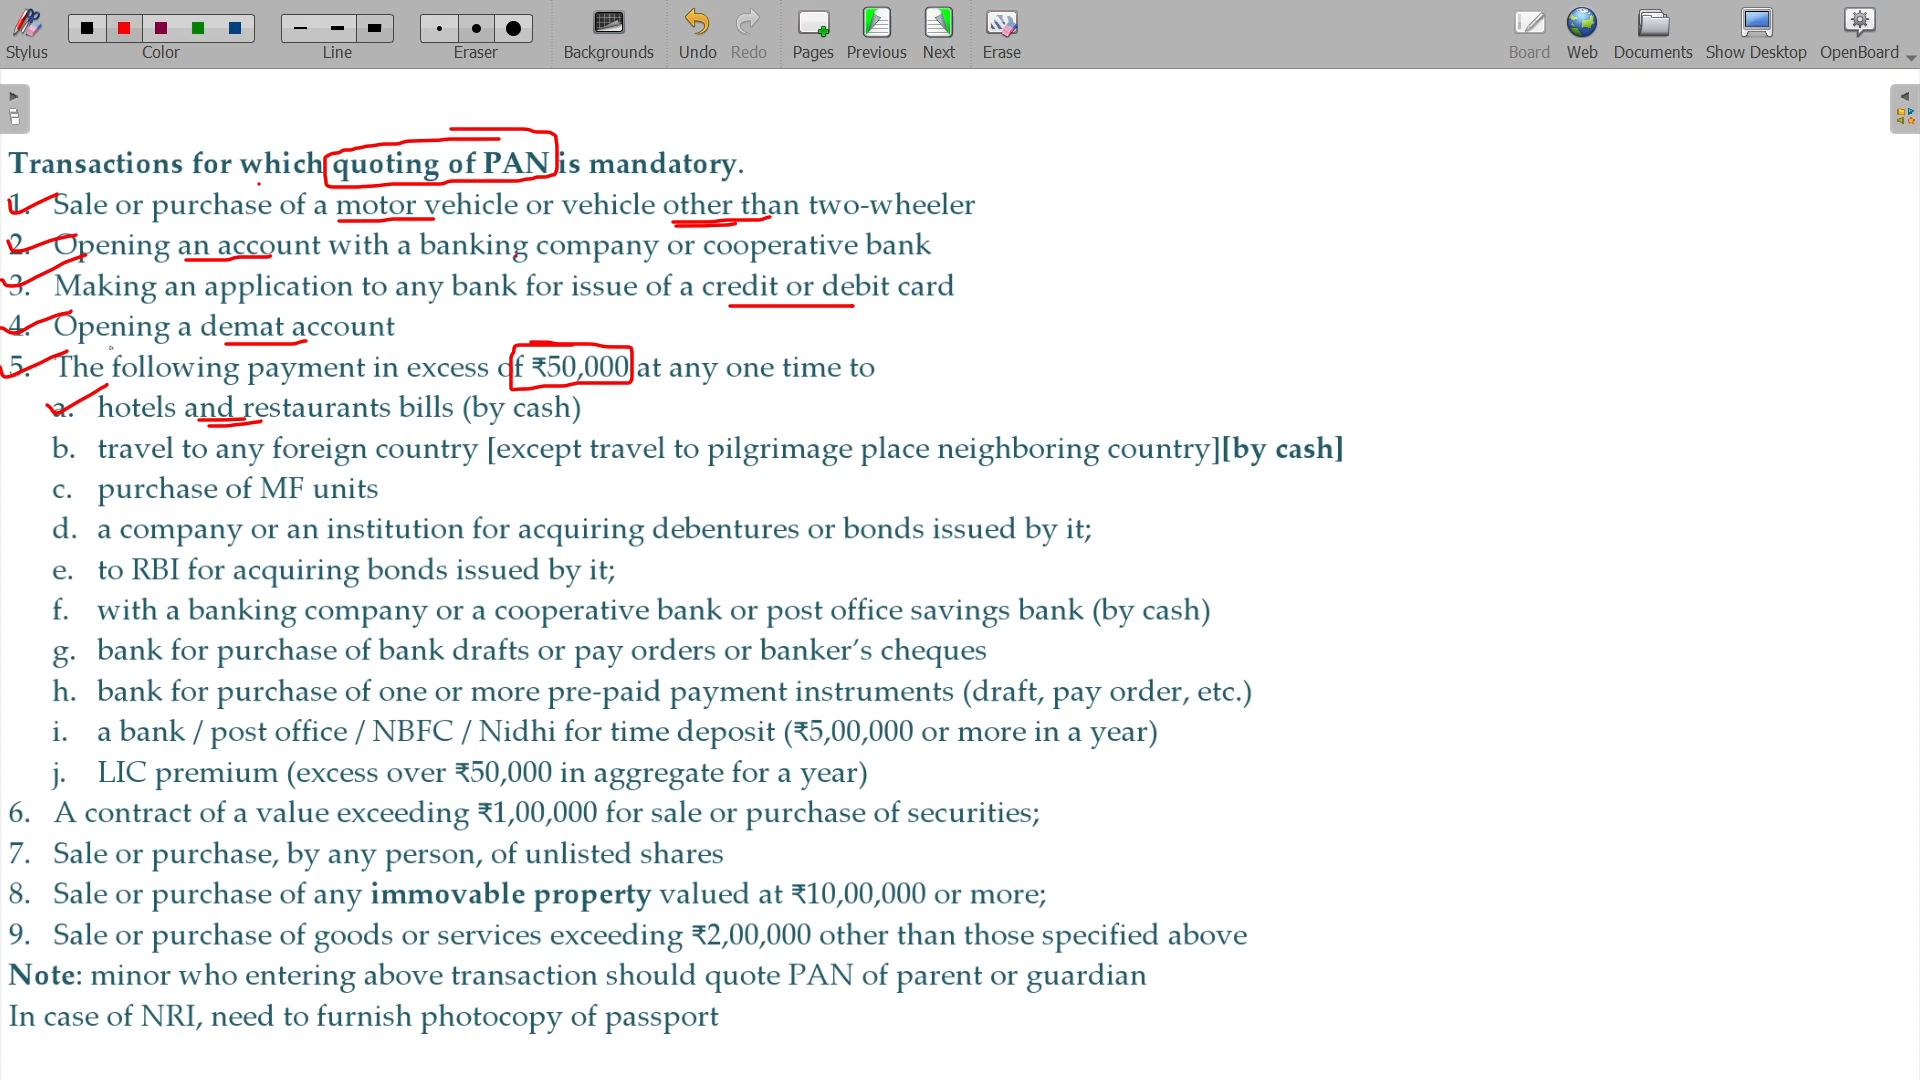 Stylus
Color
Line
Eraser
Backgrounds
Undo
Redo
Pages
Previous
Next
Erase
Board
Web
Documents
Show Desktop
OpenBoard
Transactions for which quoting of PAN is mandatory.
1. Sale or purchase of a motor vehicle or vehicle other than two-wheeler
2. Opening an account with a banking company or cooperative bank
3. Making an application to any bank for issue of a credit or debit card
4. Opening a demat account
5. The following payment in excess of ₹50,000 at any one time to
a. hotels and restaurants bills (by cash)
b. travel to any foreign country [except travel to pilgrimage place neighboring country][by cash]
c. purchase of MF units
d. a company or an institution for acquiring debentures or bonds issued by it;
e. to RBI for acquiring bonds issued by it;
f. with a banking company or a cooperative bank or post office savings bank (by cash)
g. bank for purchase of bank drafts or pay orders or banker’s cheques
h. bank for purchase of one or more pre-paid payment instruments (draft, pay order, etc.)
i. a bank / post office / NBFC / Nidhi for time deposit (₹5,00,000 or more in a year)
j. LIC premium (excess over ₹50,000 in aggregate for a year)
6. A contract of a value exceeding ₹1,00,000 for sale or purchase of securities;
7. Sale or purchase, by any person, of unlisted shares
8. Sale or purchase of any immovable property valued at ₹10,00,000 or more;
9. Sale or purchase of goods or services exceeding ₹2,00,000 other than those specified above
Note: minor who entering above transaction should quote PAN of parent or guardian
In case of NRI, need to furnish photocopy of passport